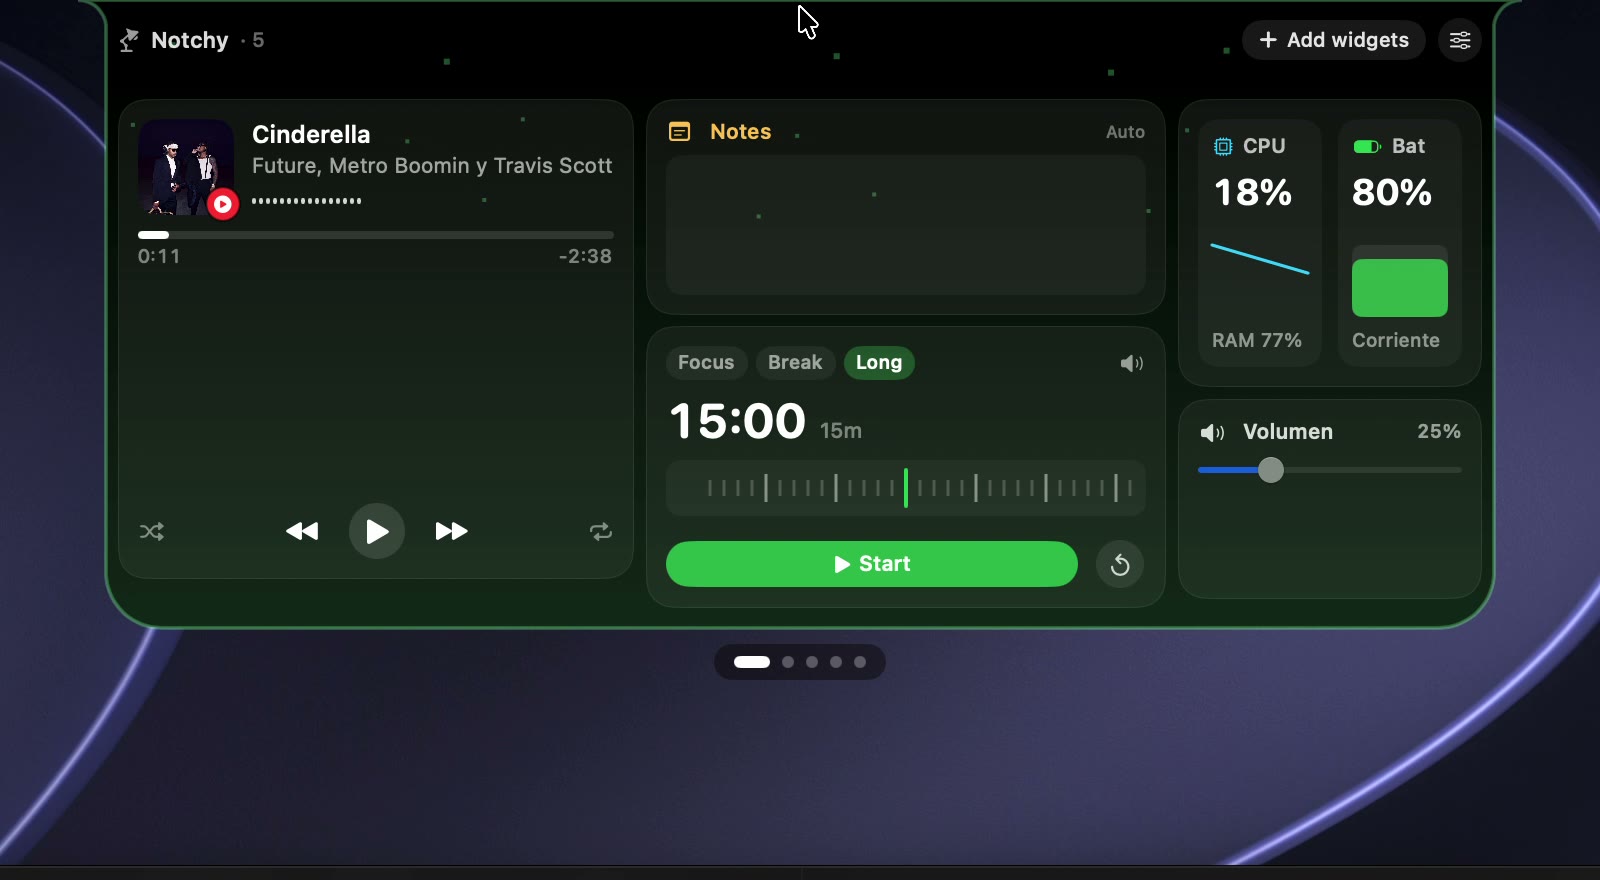 Notchy · 5
+ Add widgets
Cinderella
Future, Metro Boomin y Travis Scott
0:11
-2:38
Notes
Auto
Focus
Break
Long
15:00 15m
Start
CPU
18%
RAM 77%
Bat
80%
Corriente
Volumen
25%